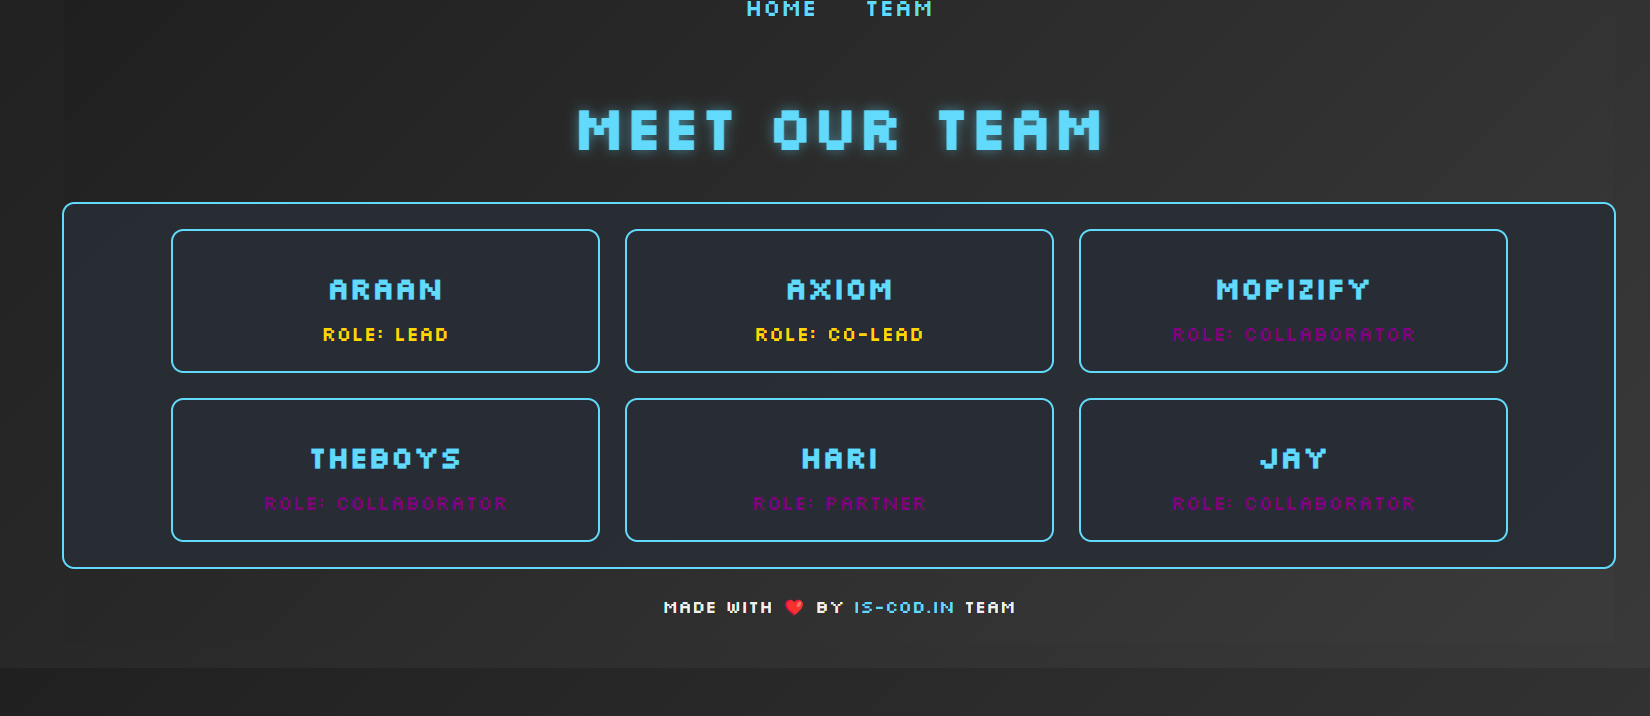 HOME TEAM
MEET OUR TEAM
ARAAN
ROLE: LEAD
AXIOM
ROLE: CO-LEAD
MOPIZIFY
ROLE: COLLABORATOR
THEBOYS
ROLE: COLLABORATOR
HARI
ROLE: PARTNER
JAY
ROLE: COLLABORATOR
MADE WITH ❤️ BY IS-COD.IN TEAM